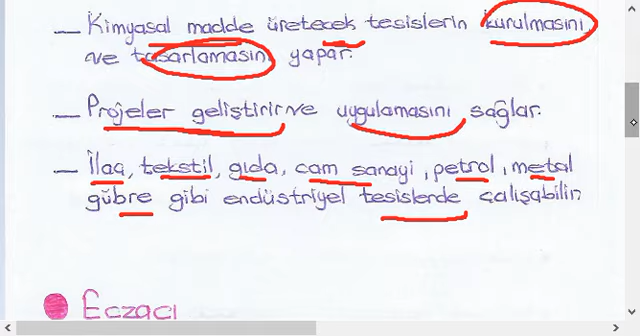 — Kimyasal madde üretecek tesislerin kurulmasını
ve tasarlamasını yapar.
— Projeler geliştirir ve uygulamasını sağlar.
— İlaç, tekstil, gıda, cam sanayi, petrol, metal
gübre gibi endüstriyel tesislerde çalışabilir.
Eczacı